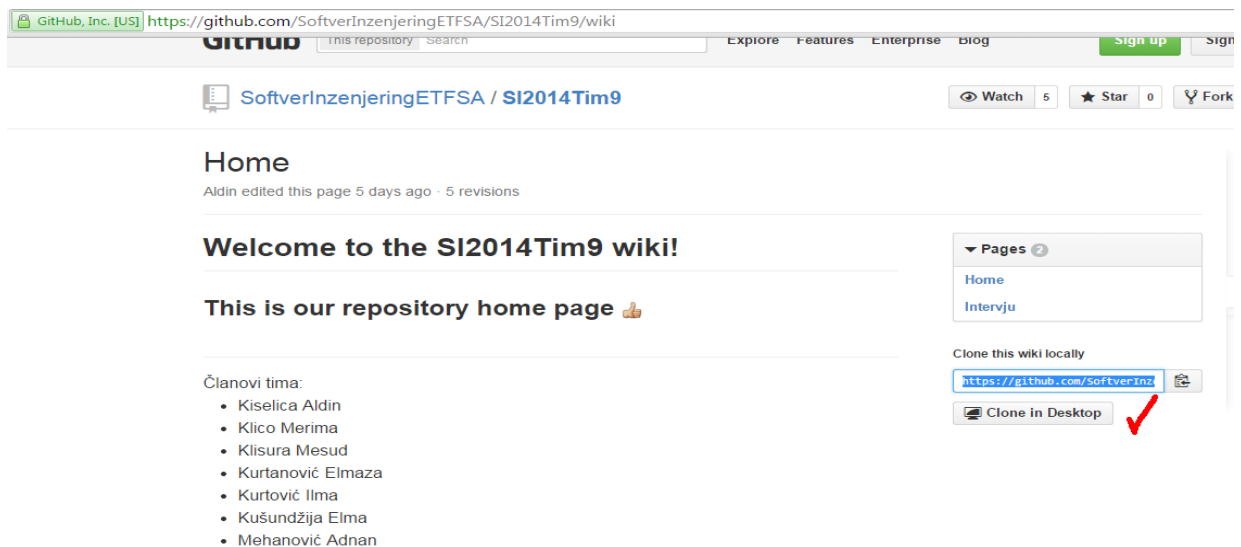 GitHub, Inc. [US] https://github.com/SoftverInzenjeringETFSA/SI2014Tim9/wiki
GitHub This repository Search Explore Features Enterprise Blog Sign up Sign
SoftverInzenjeringETFSA / SI2014Tim9 Watch 5 Star 0 Fork
Home
Aldin edited this page 5 days ago · 5 revisions
Welcome to the SI2014Tim9 wiki!
This is our repository home page
Pages 2
Home
Intervju
Clone this wiki locally
https://github.com/SoftverInz
Clone in Desktop
Članovi tima:
• Kiselica Aldin
• Klico Merima
• Klisura Mesud
• Kurtanović Elmaza
• Kurtović Ilma
• Kušundžija Elma
• Mehanović Adnan